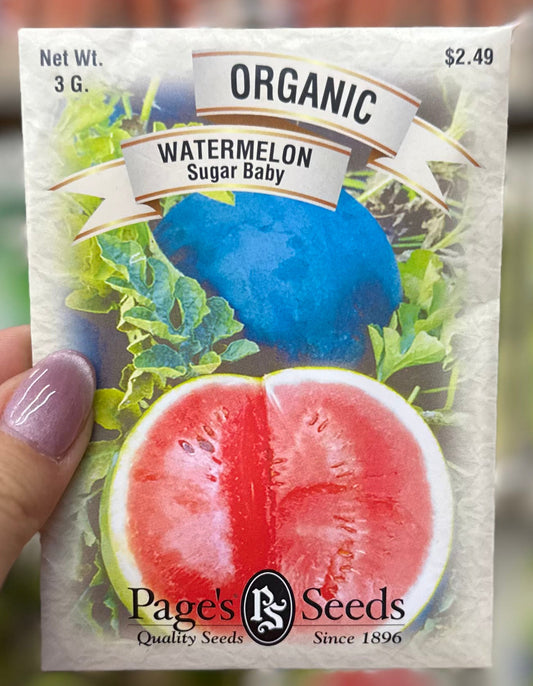 Net Wt.
3 G.
$2.49
ORGANIC
WATERMELON
Sugar Baby
Page's PS Seeds
Quality Seeds Since 1896